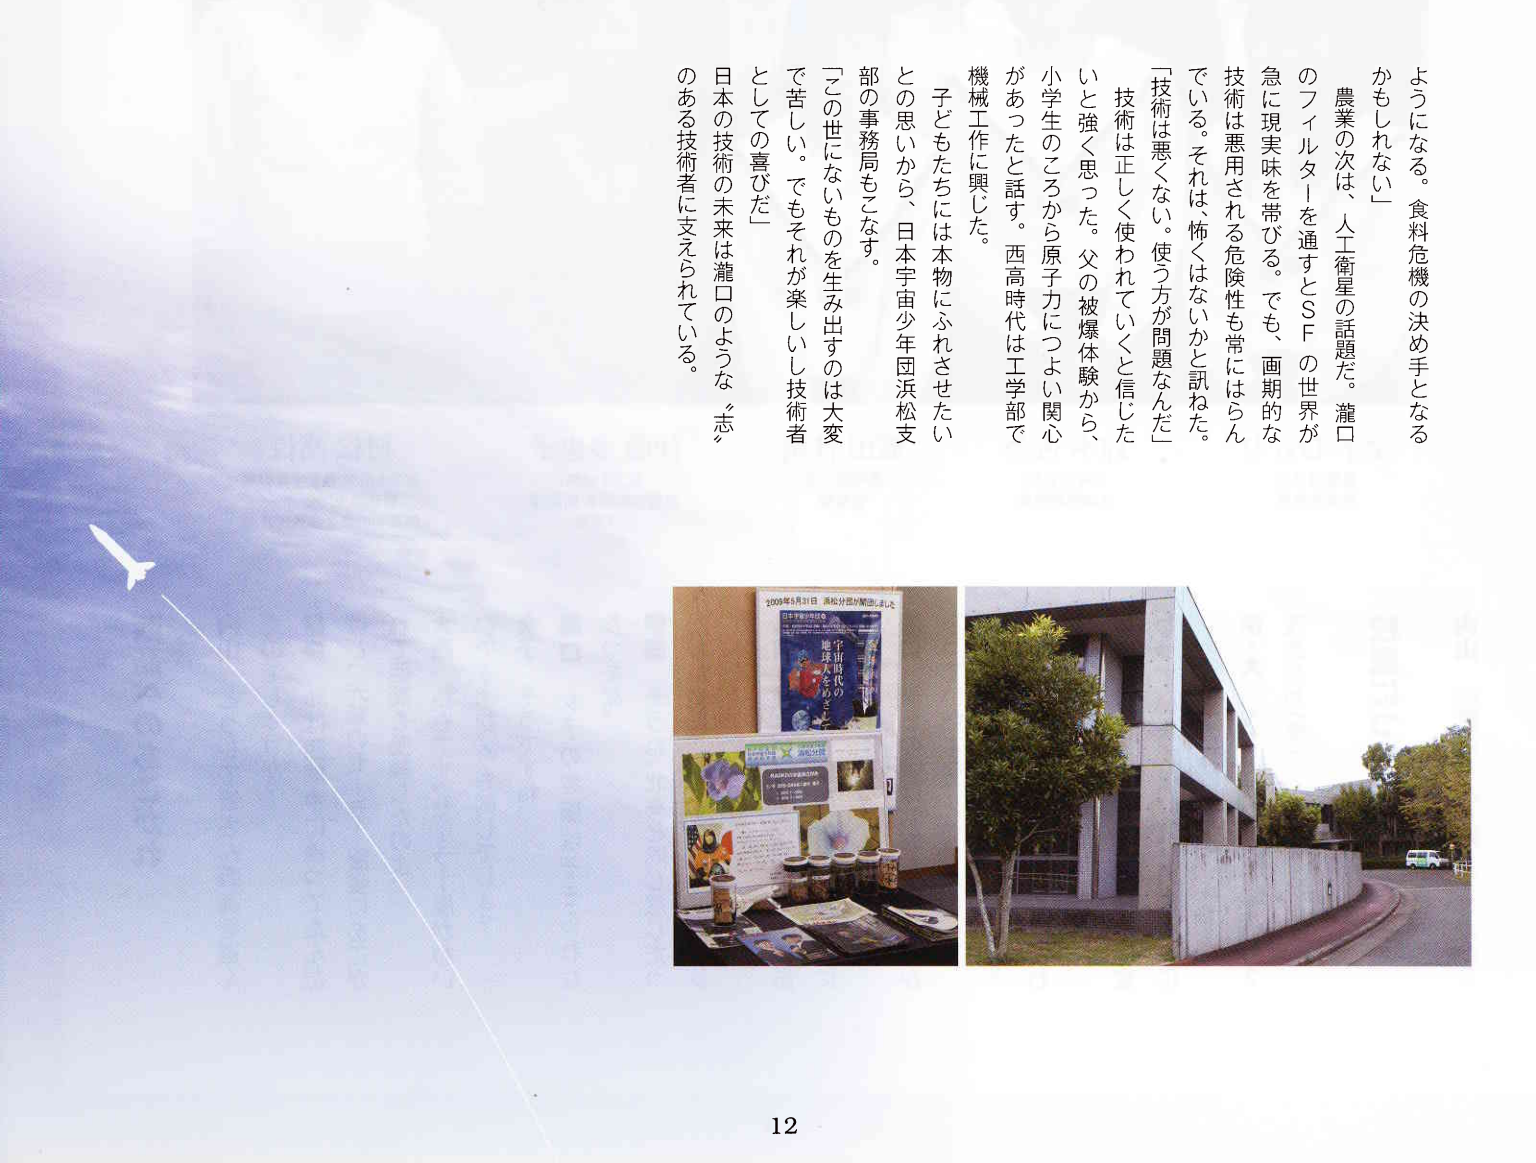 ようになる。食料危機の決め手となる
かもしれない」
　農業の次は、人工衛星の話題だ。瀧口
のフィルターを通すとＳＦの世界が
急に現実味を帯びる。でも、画期的な
技術は悪用される危険性も常にはらん
でいる。それは、怖くはないかと訊ねた。
「技術は悪くない。使う方が問題なんだ」
　技術は正しく使われていくと信じた
いと強く思った。父の被爆体験から、
小学生のころから原子力につよい関心
があったと話す。西高時代は工学部で
機械工作に興じた。
　子どもたちには本物にふれさせたい
との思いから、日本宇宙少年団浜松支
部の事務局もこなす。
「この世にないものを生み出すのは大変
で苦しい。でもそれが楽しいし技術者
としての喜びだ」
日本の技術の未来は瀧口のような〝志〟
のある技術者に支えられている。
2009年5月31日　浜松分団が開団しました
日本宇宙少年団
宇宙時代の
地球人をめざして
浜松分団
12